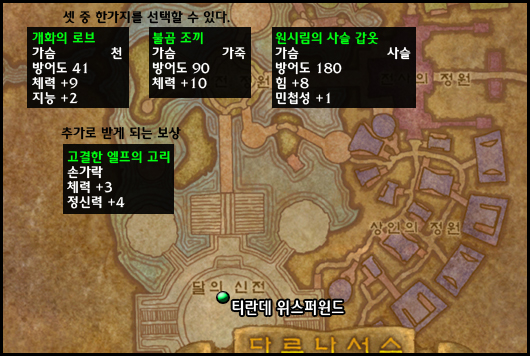 셋 중 한가지를 선택할 수 있다.
개화의 로브
가슴 천
방어도 41
체력 +9
지능 +2
불곰 조끼
가슴 가죽
방어도 90
체력 +10
원시림의 사슬 갑옷
가슴 사슬
방어도 180
힘 +8
민첩성 +1
추가로 받게 되는 보상
고결한 엘프의 고리
손가락
체력 +3
정신력 +4
정원
전사의 정원
상인의 정원
달의 신전
티란데 위스퍼윈드
다르나서스